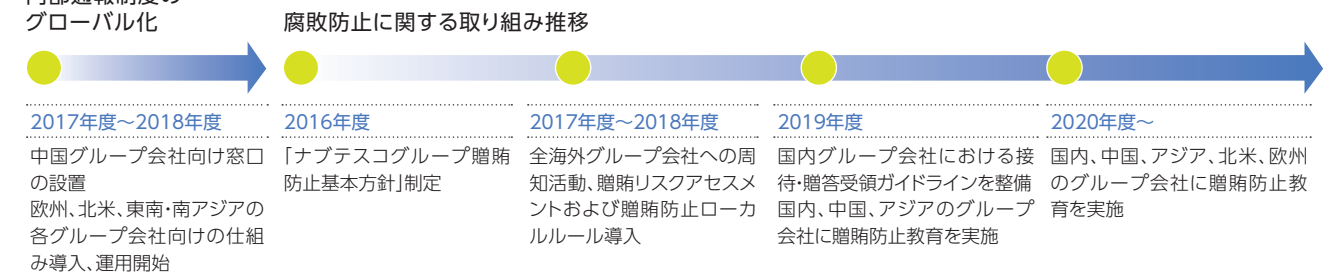 グローバル化
腐敗防止に関する取り組み推移
2017年度～2018年度
中国グループ会社向け窓口
の設置
欧州、北米、東南・南アジアの
各グループ会社向けの仕組
み導入、運用開始
2016年度
「ナブテスコグループ贈賄
防止基本方針」制定
2017年度～2018年度
全海外グループ会社への周
知活動、贈賄リスクアセスメ
ントおよび贈賄防止ローカ
ルルール導入
2019年度
国内グループ会社における接
待・贈答受領ガイドラインを整備
国内、中国、アジアのグループ
会社に贈賄防止教育を実施
2020年度～
国内、中国、アジア、北米、欧州
のグループ会社に贈賄防止教
育を実施